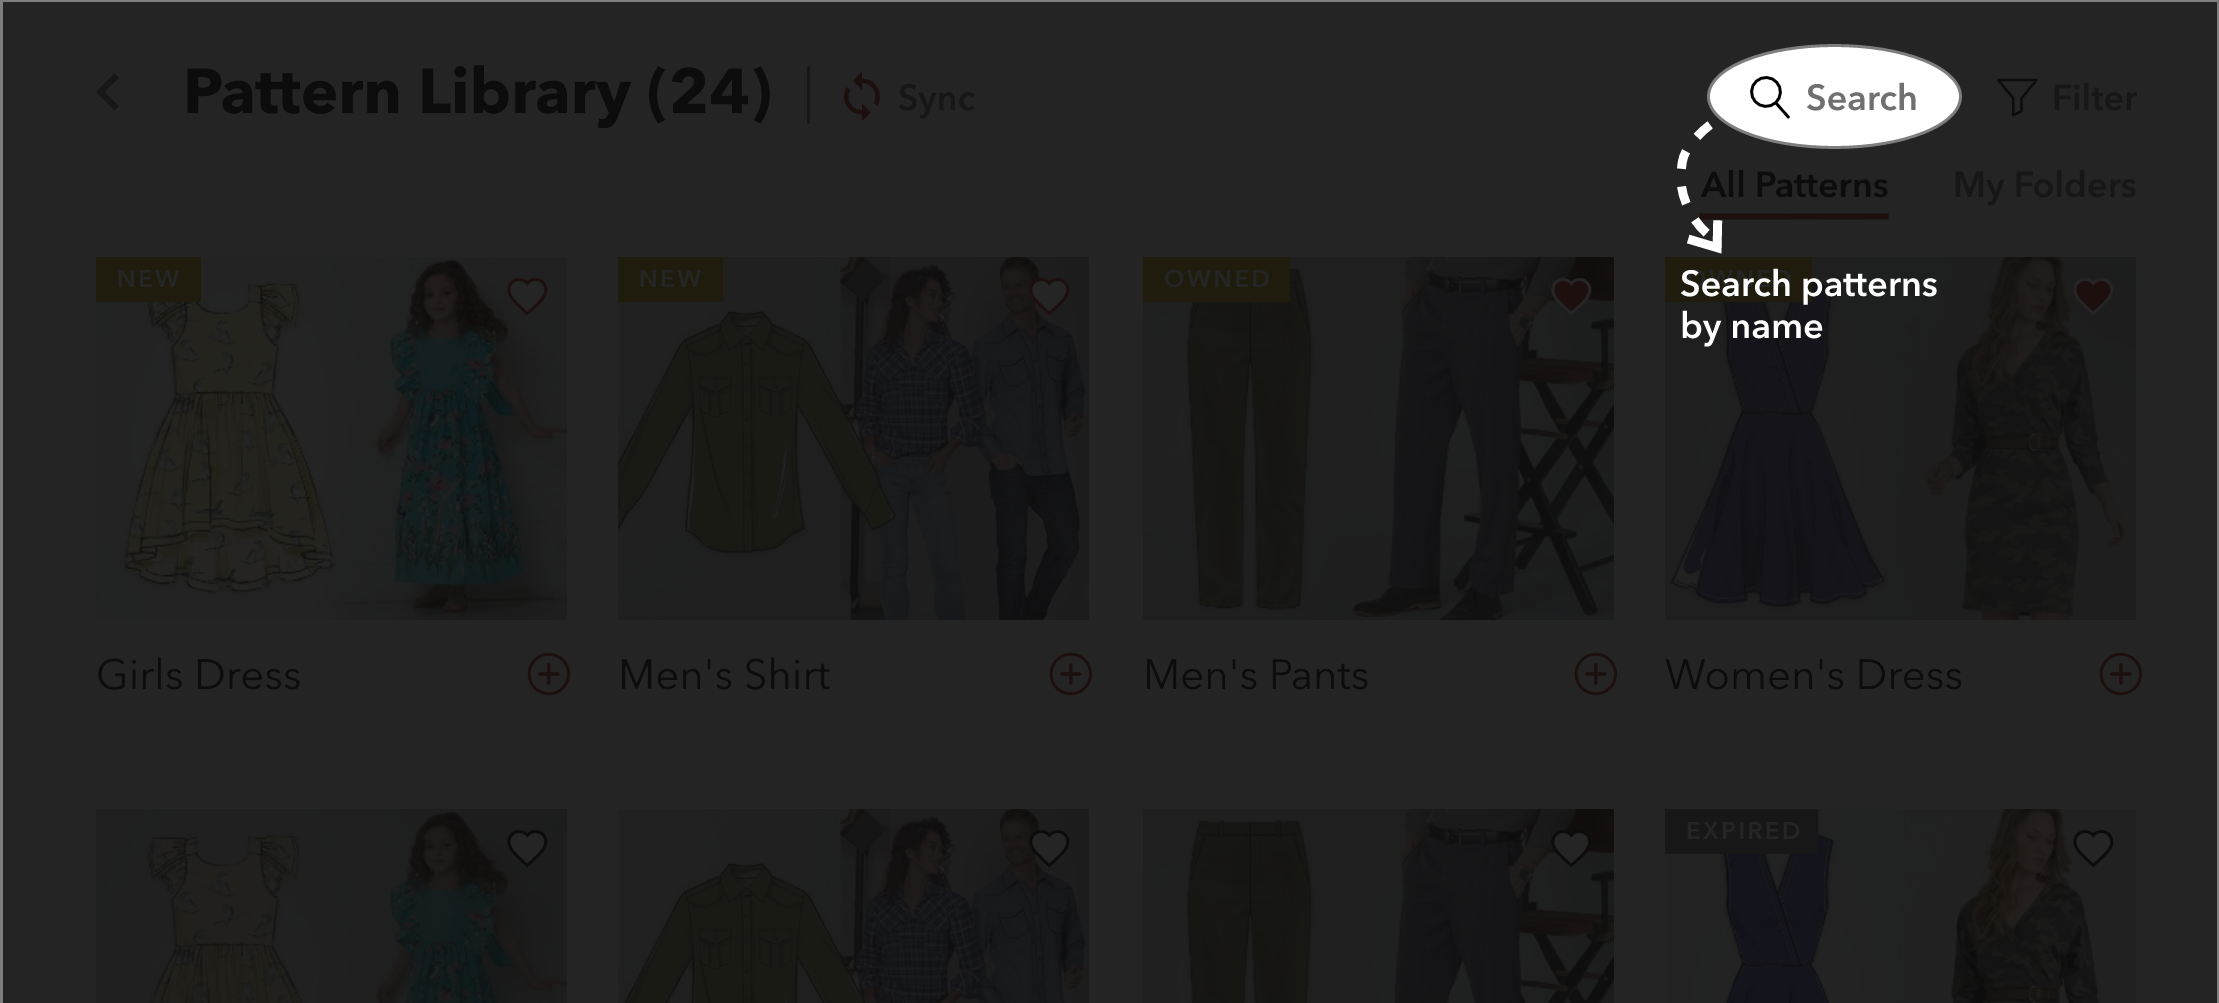 Pattern Library (24)
Sync
Search
Filter
All Patterns
My Folders
NEW
NEW
OWNED
OWNED
Search patterns
by name
Girls Dress
Men's Shirt
Men's Pants
Women's Dress
EXPIRED